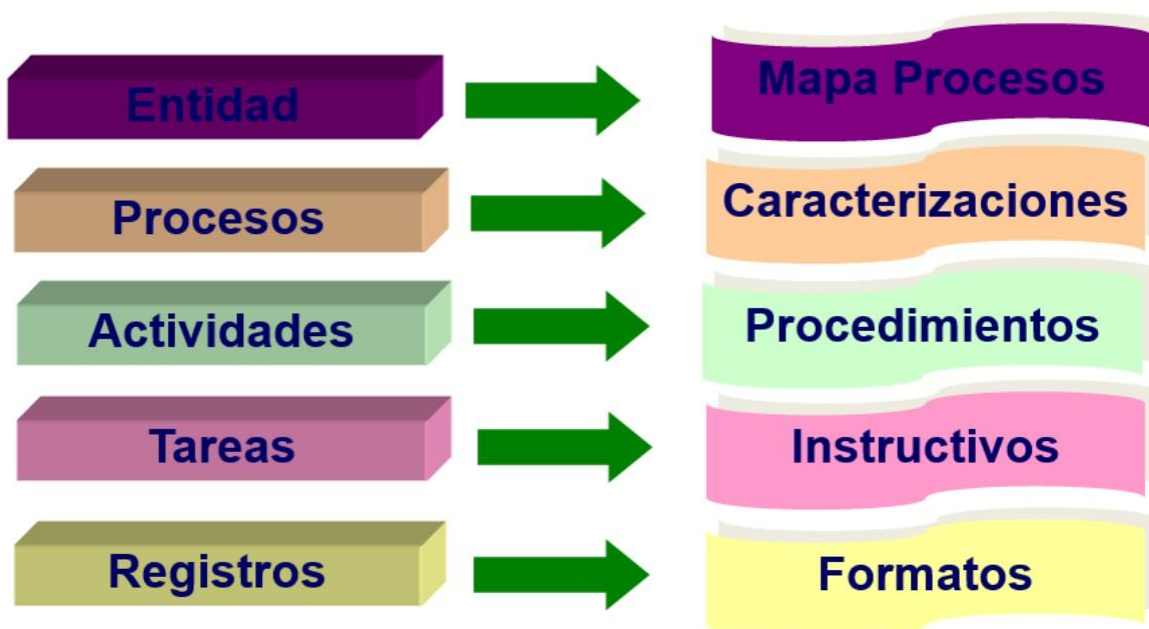 Entidad
Mapa Procesos
Procesos
Caracterizaciones
Actividades
Procedimientos
Tareas
Instructivos
Registros
Formatos